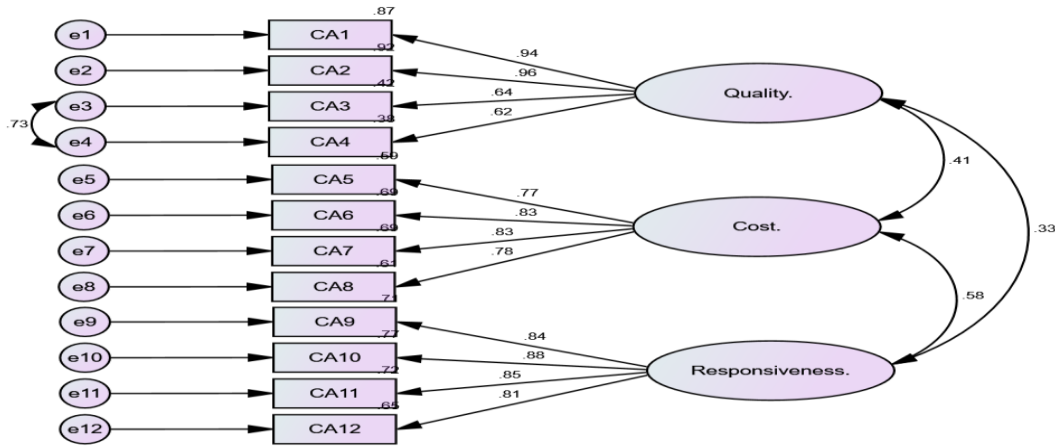 .87
e1 CA1 .94
.92
e2 CA2 .96
.42
e3 CA3 .64 Quality.
.38
.73 e4 CA4 .62
.59 .41
e5 CA5 .77
.69
e6 CA6 .83 Cost. .33
.69
e7 CA7 .83
.61 .78
e8 CA8 .58
.71
e9 CA9 .84
.77
e10 CA10 .88 Responsiveness.
.72
e11 CA11 .85
.65 .81
e12 CA12